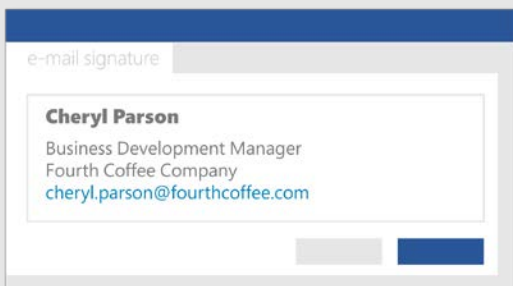 e-mail signature
Cheryl Parson
Business Development Manager
Fourth Coffee Company
cheryl.parson@fourthcoffee.com